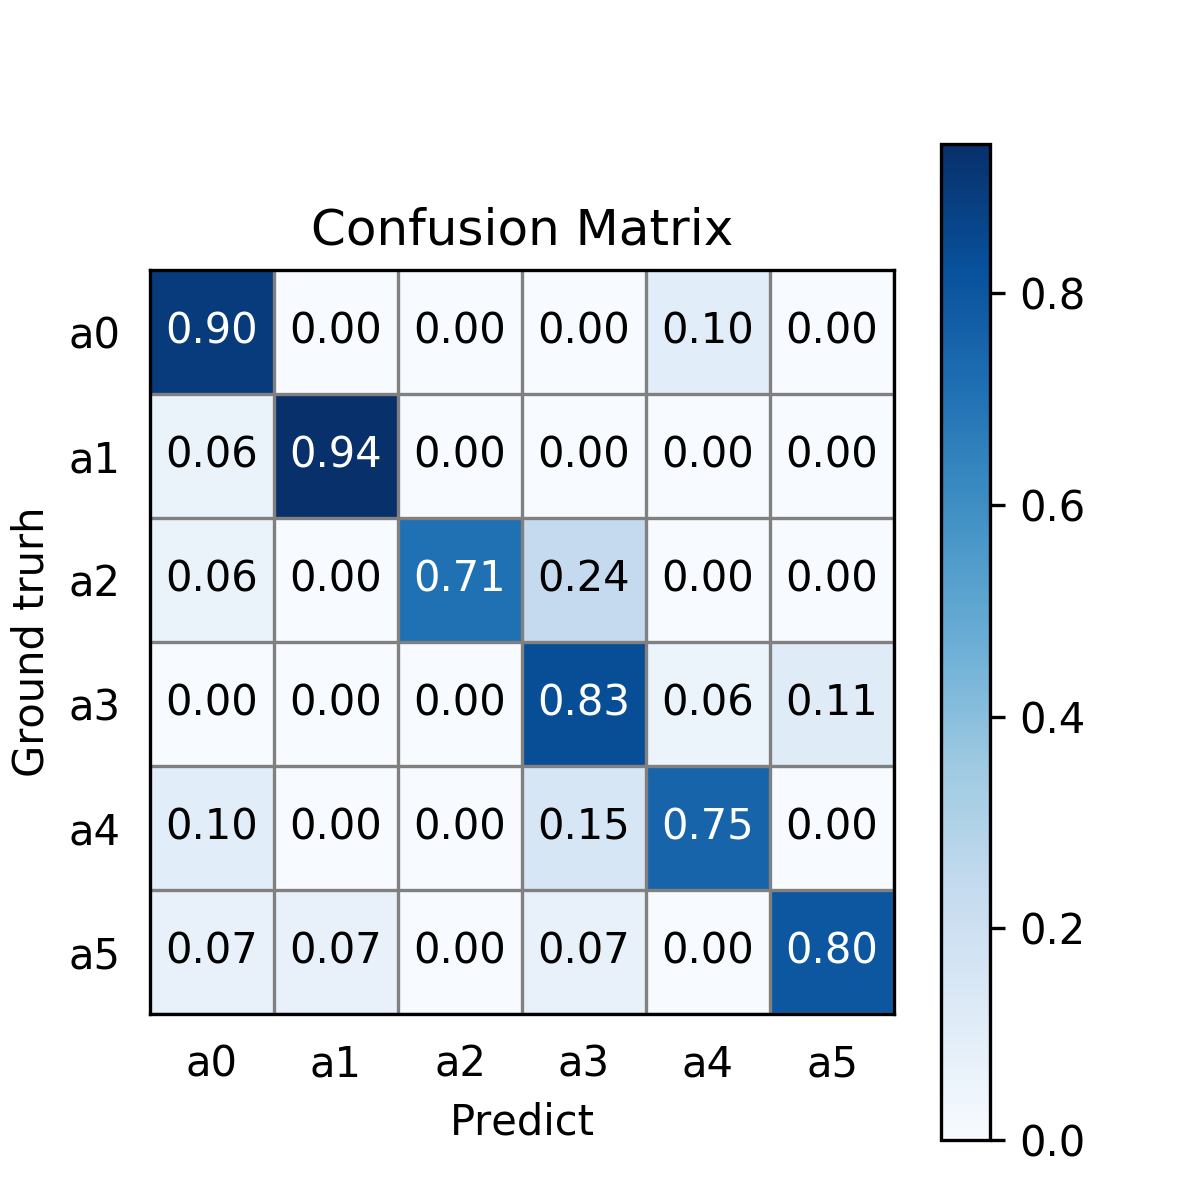 Confusion Matrix
a0 0.90 0.00 0.00 0.00 0.10 0.00
a1 0.06 0.94 0.00 0.00 0.00 0.00
a2 0.06 0.00 0.71 0.24 0.00 0.00
a3 0.00 0.00 0.00 0.83 0.06 0.11
a4 0.10 0.00 0.00 0.15 0.75 0.00
a5 0.07 0.07 0.00 0.07 0.00 0.80
a0 a1 a2 a3 a4 a5
Predict
Ground trurh
0.8
0.6
0.4
0.2
0.0